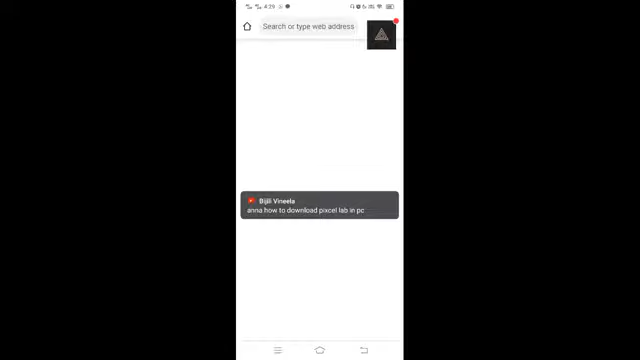 4:29
Search or type web address
Bijili Vineela
anna how to download pixcel lab in pc